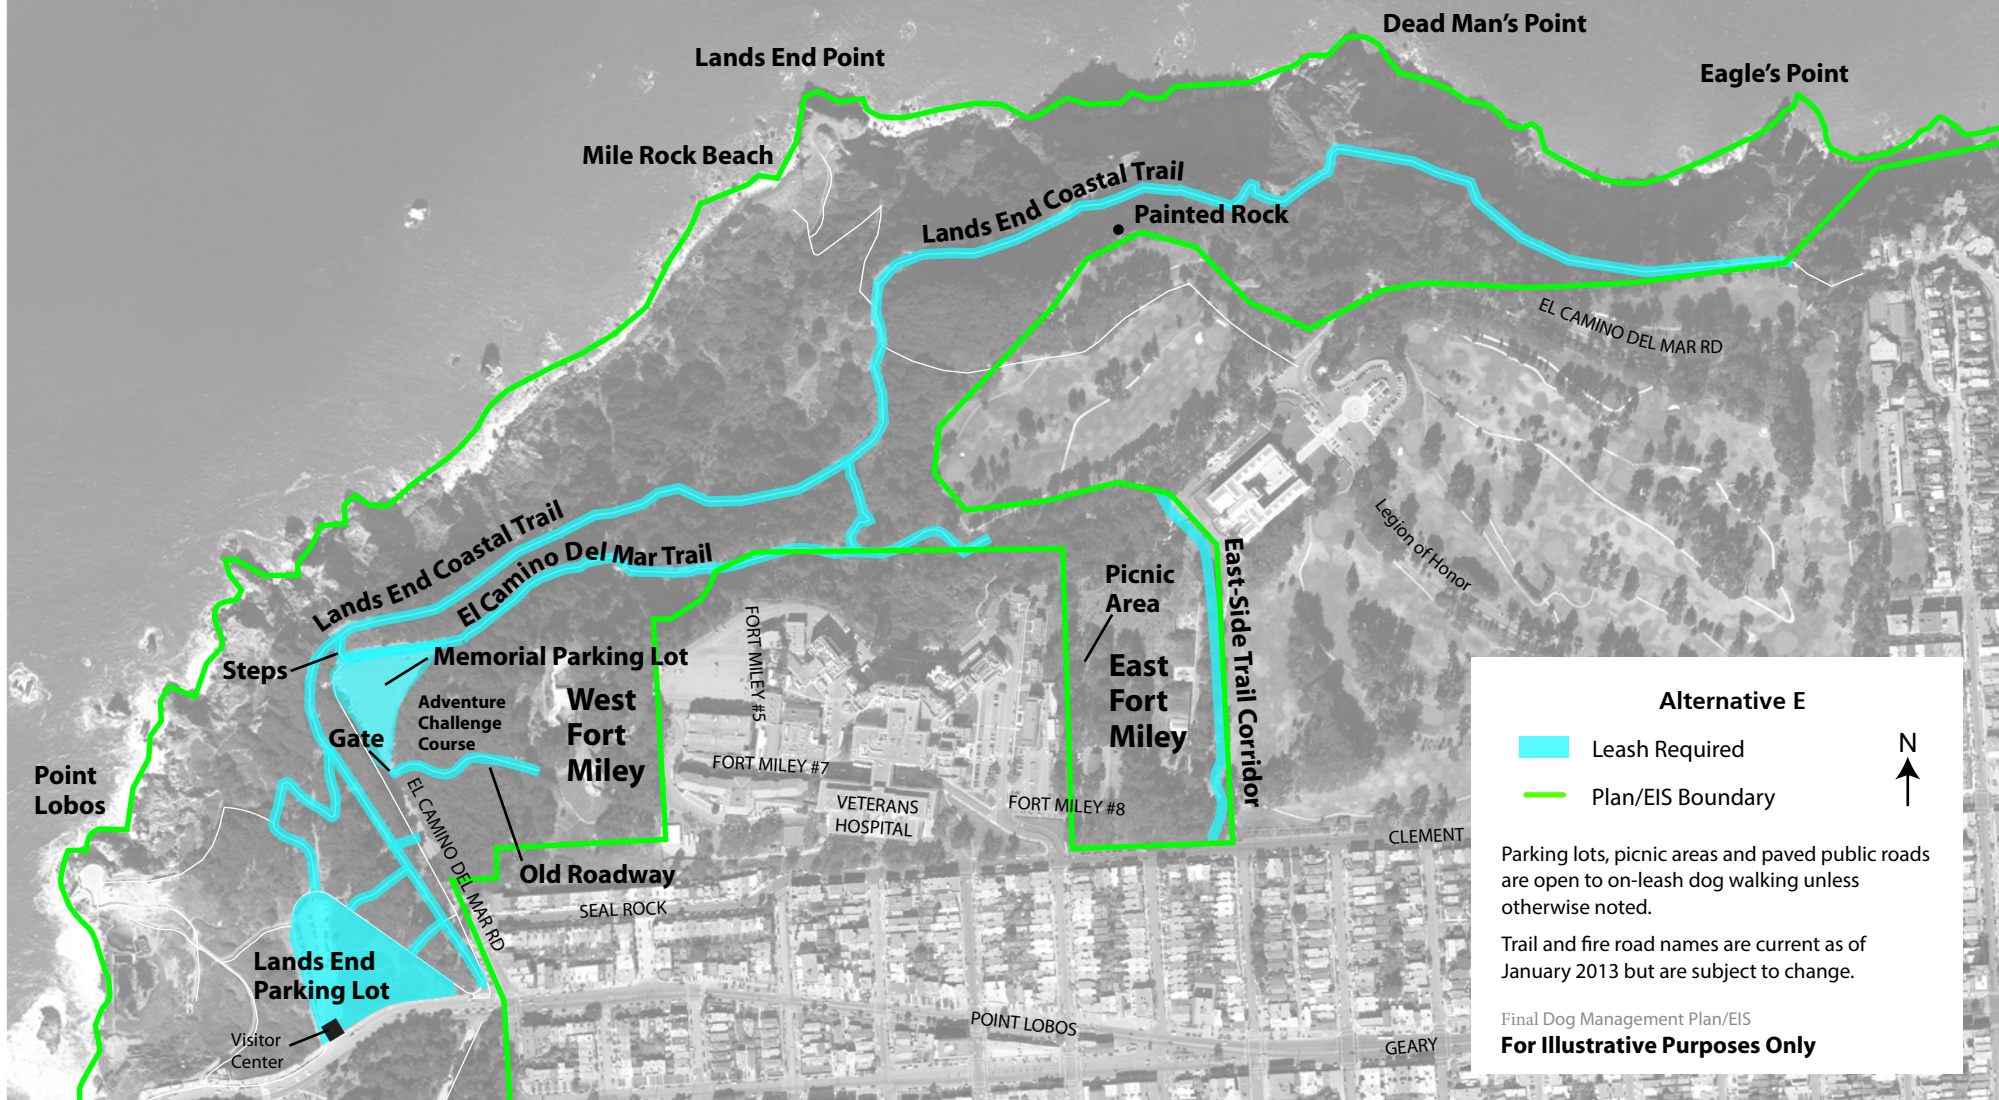 Dead Man's Point
Lands End Point
Eagle's Point
Mile Rock Beach
Lands End Coastal Trail
Painted Rock
EL CAMINO DEL MAR RD
Legion of Honor
Lands End Coastal Trail
El Camino Del Mar Trail
Picnic
Area
East-Side Trail Corridor
FORT MILEY #5
Steps
Memorial Parking Lot
West
Fort
Miley
East
Fort
Miley
Adventure
Challenge
Course
Gate
Point
Lobos
FORT MILEY #7
VETERANS
HOSPITAL
FORT MILEY #8
CLEMENT
EL CAMINO DEL MAR RD
Old Roadway
SEAL ROCK
Lands End
Parking Lot
Visitor
Center
POINT LOBOS
GEARY
Alternative E
Leash Required
Plan/EIS Boundary
N
Parking lots, picnic areas and paved public roads
are open to on-leash dog walking unless
otherwise noted.
Trail and fire road names are current as of
January 2013 but are subject to change.
Final Dog Management Plan/EIS
For Illustrative Purposes Only